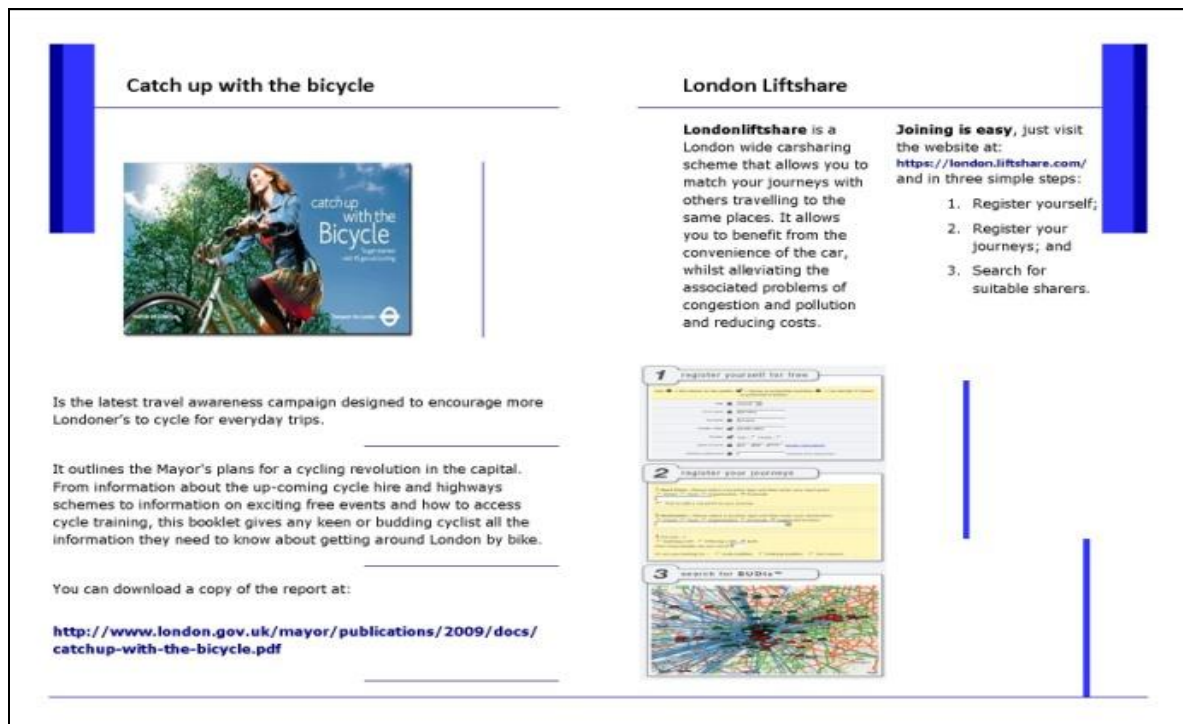 Catch up with the bicycle
catch up
with the
Bicycle
Is the latest travel awareness campaign designed to encourage more
Londoner's to cycle for everyday trips.
It outlines the Mayor's plans for a cycling revolution in the capital.
From information about the up-coming cycle hire and highways
schemes to information on exciting free events and how to access
cycle training, this booklet gives any keen or budding cyclist all the
information they need to know about getting around London by bike.
You can download a copy of the report at:
http://www.london.gov.uk/mayor/publications/2009/docs/
catchup-with-the-bicycle.pdf
London Liftshare
Londonliftshare is a
London wide carsharing
scheme that allows you to
match your journeys with
others travelling to the
same places. It allows
you to benefit from the
convenience of the car,
whilst alleviating the
associated problems of
congestion and pollution
and reducing costs.
Joining is easy, just visit
the website at:
https://london.liftshare.com/
and in three simple steps:
1. Register yourself;
2. Register your
journeys; and
3. Search for
suitable sharers.
1 register yourself for free
2 register your journeys
3 search for BUDis™